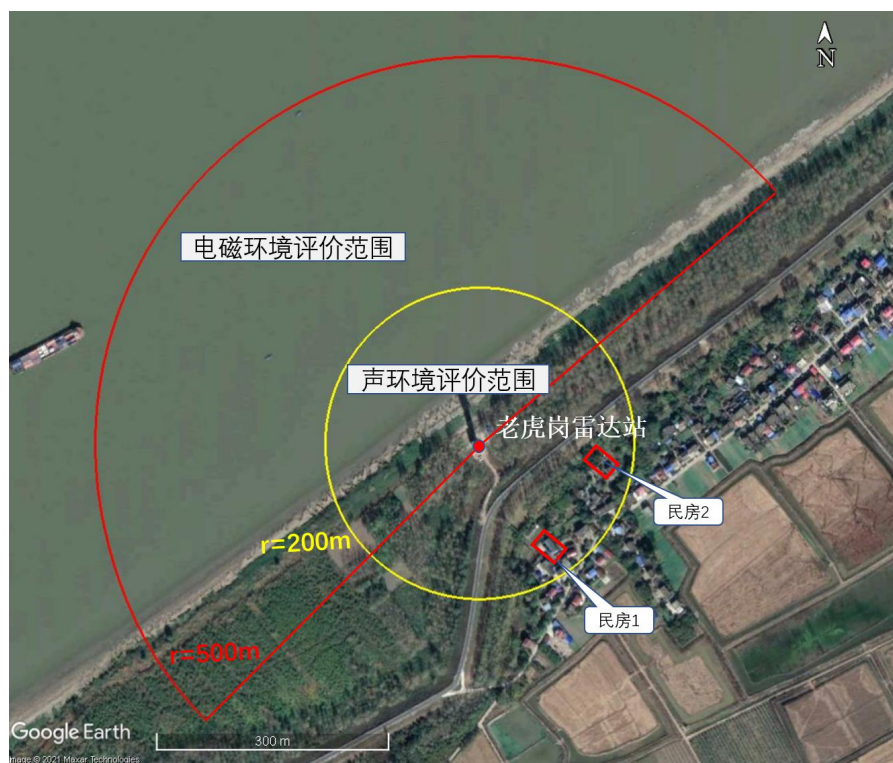 N
电磁环境评价范围
声环境评价范围
老虎岗雷达站
民房2
r=200m
民房1
r=500m
Google Earth
300 m
Image © 2021 Maxar Technologies